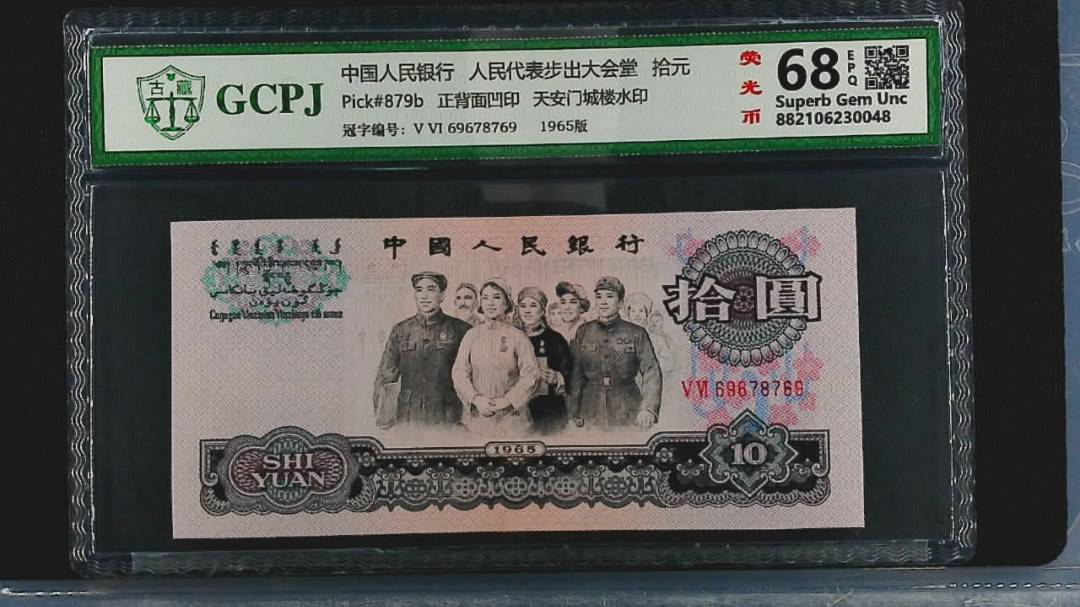 古藏
GCPJ
中国人民银行 人民代表步出大会堂 拾元
Pick#879b 正背面凹印 天安门城楼水印
冠字编号：V VI 69678769 1965版
荧光币
68 EPQ
Superb Gem Unc
882106230048
中國人民銀行
拾圓
V VI 69678769
1965
SHI
YUAN
10